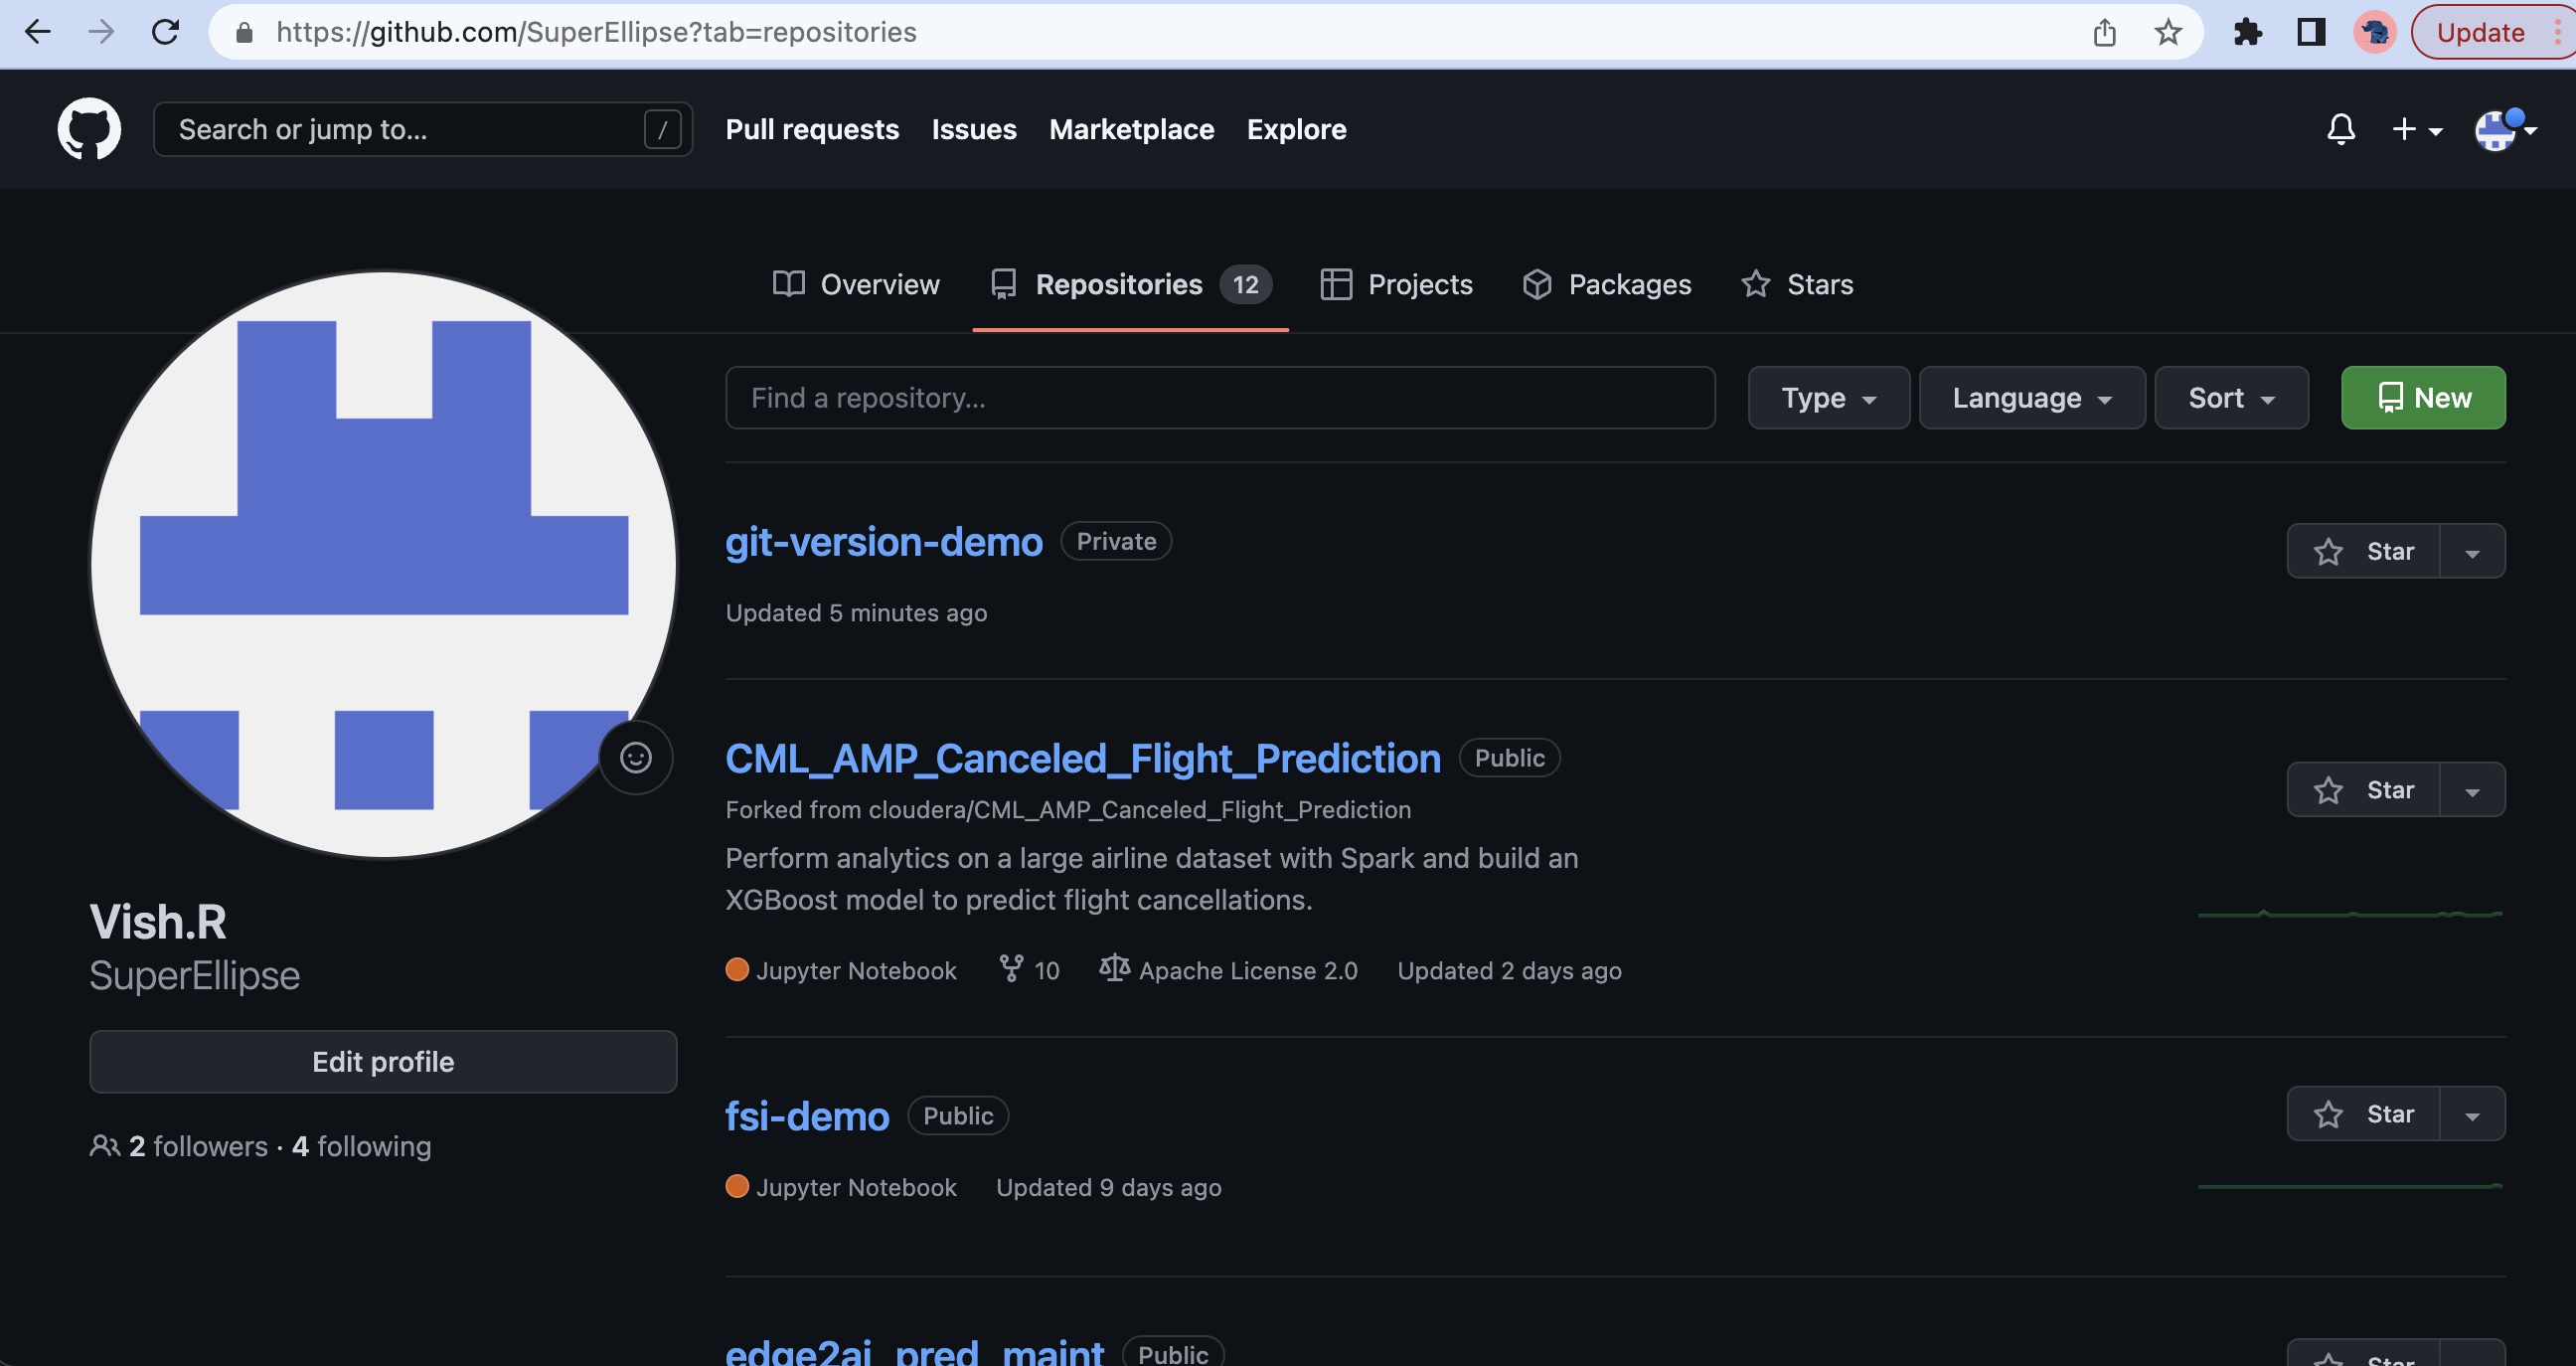 https://github.com/SuperEllipse?tab=repositories
Update
Search or jump to...
/
Pull requests Issues Marketplace Explore
Overview Repositories 12 Projects Packages Stars
Find a repository...
Type Language Sort New
git-version-demo Private
Star
Updated 5 minutes ago
CML_AMP_Canceled_Flight_Prediction Public
Star
Forked from cloudera/CML_AMP_Canceled_Flight_Prediction
Perform analytics on a large airline dataset with Spark and build an
XGBoost model to predict flight cancellations.
Jupyter Notebook 10 Apache License 2.0 Updated 2 days ago
Vish.R
SuperEllipse
Edit profile
2 followers · 4 following
fsi-demo Public
Star
Jupyter Notebook Updated 9 days ago
edge2ai_pred_maint Public
Star